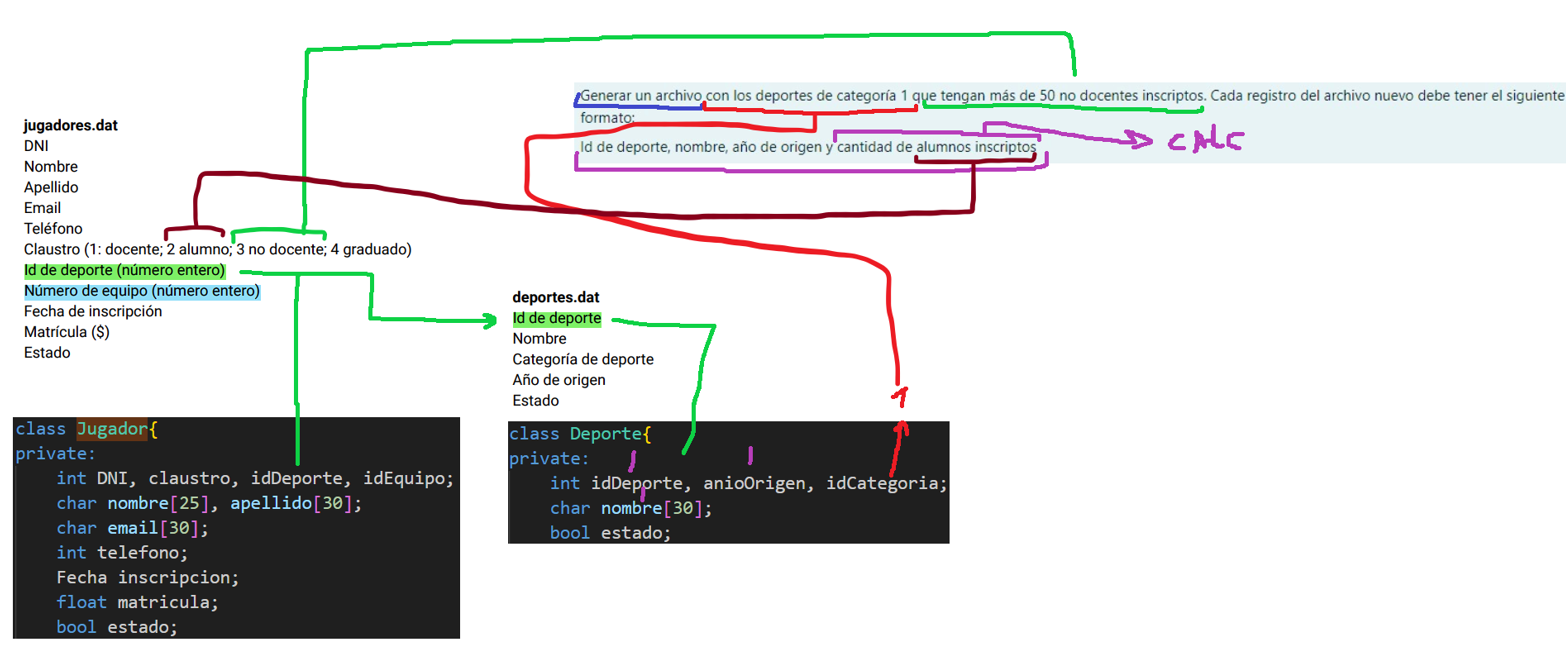 Generar un archivo con los deportes de categoría 1 que tengan más de 50 no docentes inscriptos. Cada registro del archivo nuevo debe tener el siguiente
formato:
Id de deporte, nombre, año de origen y cantidad de alumnos inscriptos
CALC
jugadores.dat
DNI
Nombre
Apellido
Email
Teléfono
Claustro (1: docente; 2 alumno; 3 no docente; 4 graduado)
Id de deporte (número entero)
Número de equipo (número entero)
Fecha de inscripción
Matrícula ($)
Estado
deportes.dat
Id de deporte
Nombre
Categoría de deporte
Año de origen
Estado
class Jugador{
private:
int DNI, claustro, idDeporte, idEquipo;
char nombre[25], apellido[30];
char email[30];
int telefono;
Fecha inscripcion;
float matricula;
bool estado;
1
class Deporte{
private:
int idDeporte, anioOrigen, idCategoria;
char nombre[30];
bool estado;